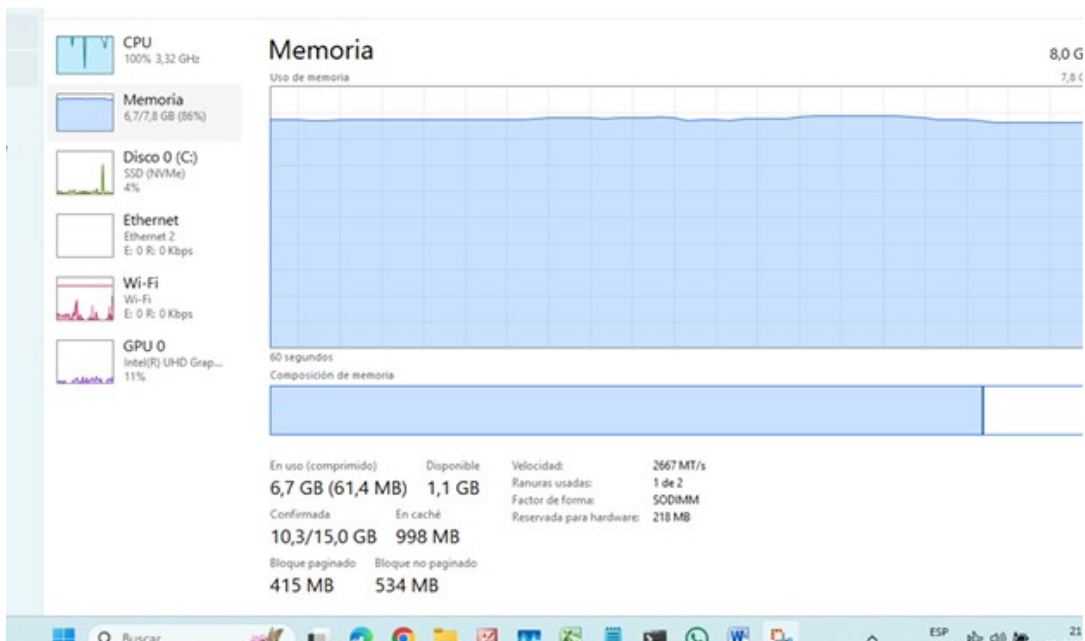 CPU
100% 3,32 GHz
Memoria
6,7/7,8 GB (86%)
Disco 0 (C:)
SSD (NVMe)
4%
Ethernet
Ethernet 2
E: 0 R: 0 Kbps
Wi-Fi
Wi-Fi
E: 0 R: 0 Kbps
GPU 0
Intel(R) UHD Grap...
11%
Memoria
8,0 G
Uso de memoria
7,8 G
60 segundos
Composición de memoria
En uso (comprimido)
6,7 GB (61,4 MB)
Disponible
1,1 GB
Confirmada
10,3/15,0 GB
En caché
998 MB
Bloque paginado
415 MB
Bloque no paginado
534 MB
Velocidad: 2667 MT/s
Ranuras usadas: 1 de 2
Factor de forma: SODIMM
Reservada para hardware: 218 MB
Buscar
ESP
21